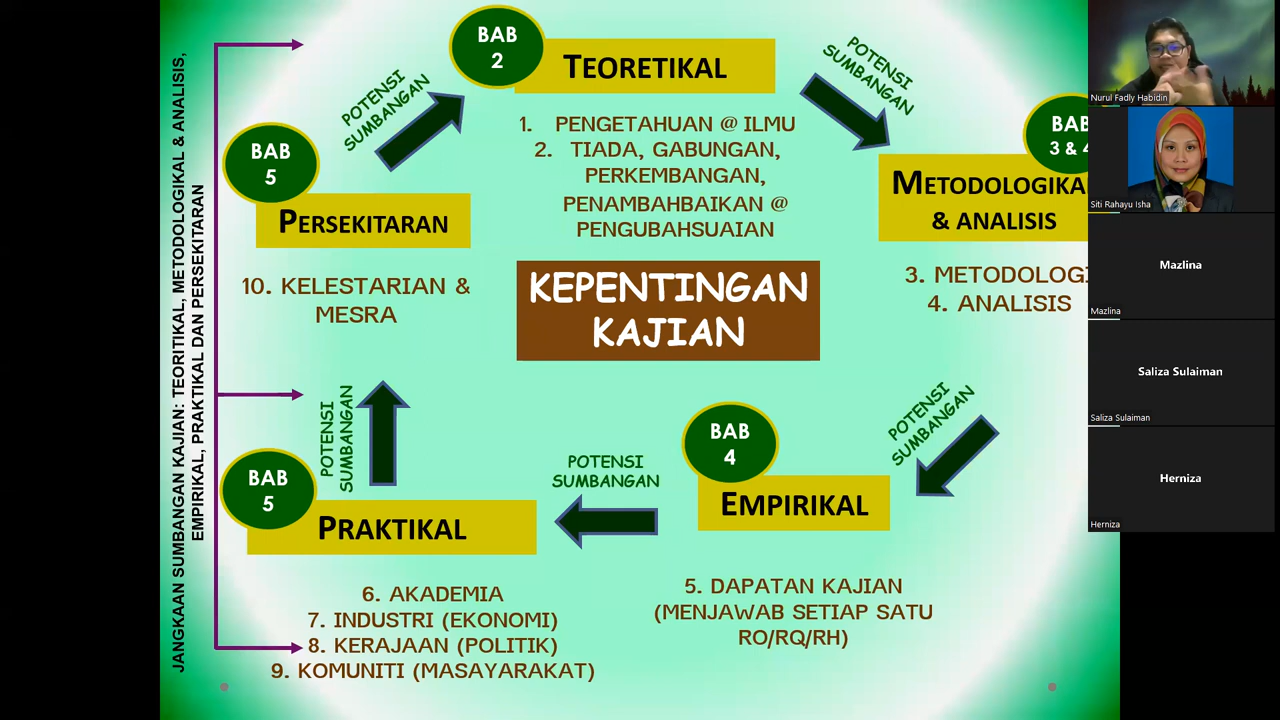 JANGKAAN SUMBANGAN KAJIAN: TEORITIKAL, METODOLOGIKAL & ANALISIS,
EMPIRIKAL, PRAKTIKAL DAN PERSEKITARAN
BAB
2
TEORETIKAL
1. PENGETAHUAN @ ILMU
2. TIADA, GABUNGAN,
PERKEMBANGAN,
PENAMBAHBAIKAN @
PENGUBAHSUAIAN
POTENSI
SUMBANGAN
BAB
3 & 4
METODOLOGIKA
& ANALISIS
3. METODOLOGI
4. ANALISIS
POTENSI
SUMBANGAN
BAB
4
EMPIRIKAL
5. DAPATAN KAJIAN
(MENJAWAB SETIAP SATU
RO/RQ/RH)
POTENSI
SUMBANGAN
BAB
5
PRAKTIKAL
6. AKADEMIA
7. INDUSTRI (EKONOMI)
8. KERAJAAN (POLITIK)
9. KOMUNITI (MASAYARAKAT)
POTENSI
SUMBANGAN
BAB
5
PERSEKITARAN
10. KELESTARIAN &
MESRA
POTENSI
SUMBANGAN
KEPENTINGAN
KAJIAN
Nurul Fadly Habidin
Siti Rahayu Isha
Mazlina
Mazlina
Saliza Sulaiman
Saliza Sulaiman
Herniza
Herniza